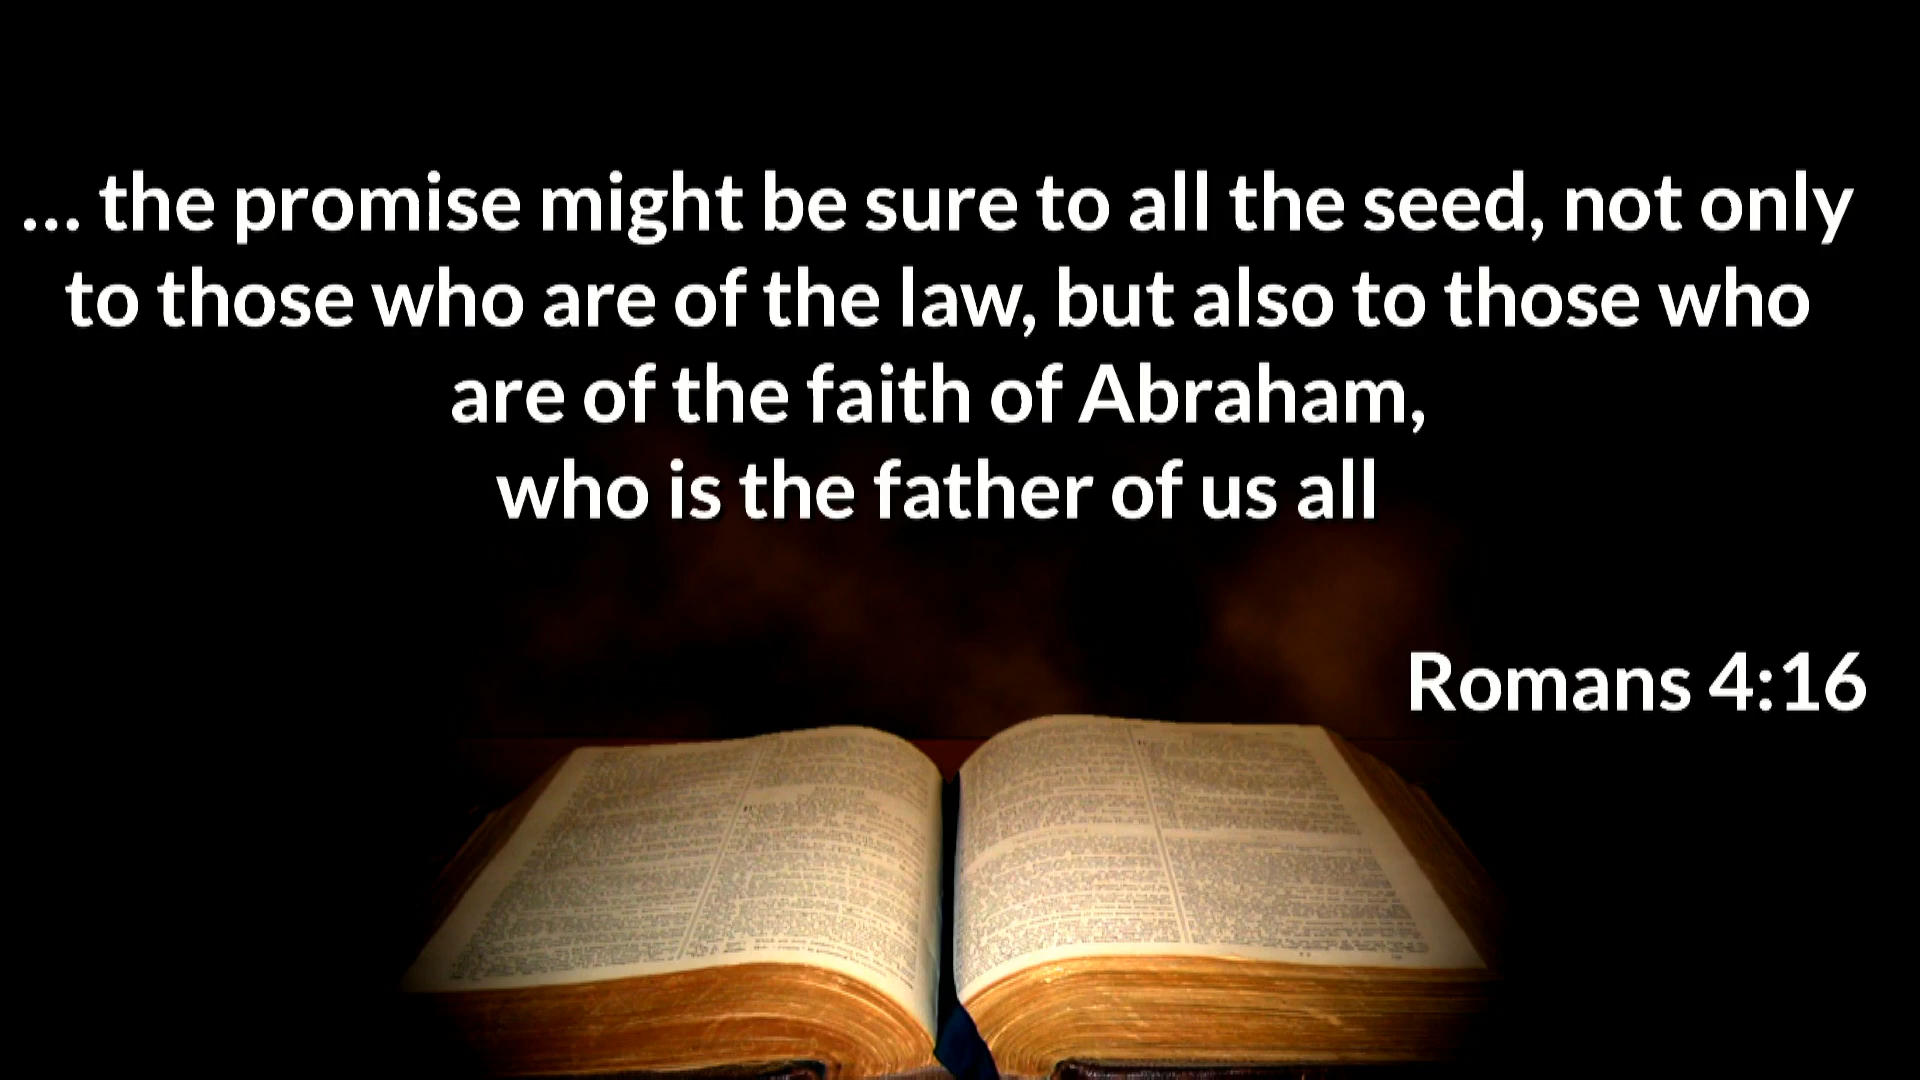 ... the promise might be sure to all the seed, not only
to those who are of the law, but also to those who
are of the faith of Abraham,
who is the father of us all
Romans 4:16